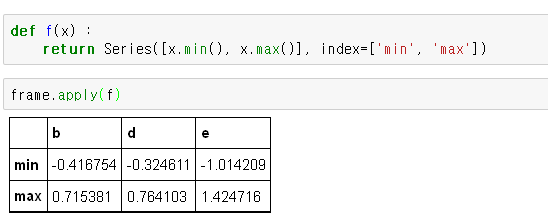 def f(x) :
    return Series([x.min(), x.max()], index=['min', 'max'])
frame.apply(f)
b d e
min -0.416754 -0.324611 -1.014209
max 0.715381 0.764103 1.424716